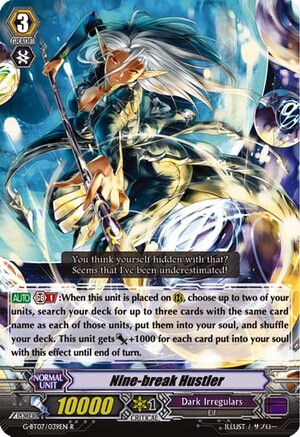 3
GRADE
You think yourself hidden with that?
Seems that I've been underestimated!
AUTO GB 1 :When this unit is placed on , choose up to two of your
units, search your deck for up to three cards with the same card
name as each of those units, put them into your soul, and shuffle
your deck. This unit gets +1000 for each card put into your soul
with this effect until end of turn.
NORMAL
UNIT
Nine-break Hustler
10000
1
Dark Irregulars
Elf
POWER
CRITICAL
G-BT07/039EN R
ILLUST /